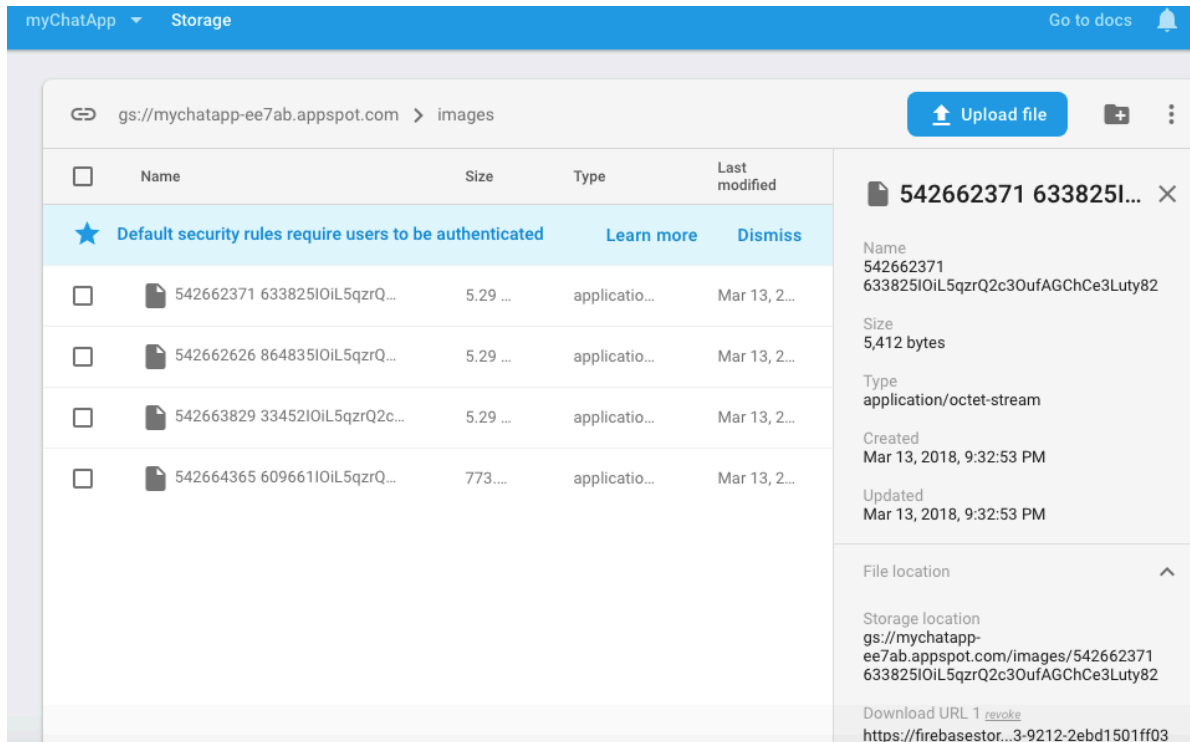 myChatApp Storage Go to docs
gs://mychatapp-ee7ab.appspot.com > images Upload file
Name Size Type Last modified
Default security rules require users to be authenticated Learn more Dismiss
542662371 633825IOiL5qzrQ... 5.29 ... applicatio... Mar 13, 2...
542662626 864835IOiL5qzrQ... 5.29 ... applicatio... Mar 13, 2...
542663829 33452IOiL5qzrQ2c... 5.29 ... applicatio... Mar 13, 2...
542664365 609661IOiL5qzrQ... 773.... applicatio... Mar 13, 2...
542662371 633825I...
Name
542662371
633825IOiL5qzrQ2c3OufAGChCe3Luty82
Size
5,412 bytes
Type
application/octet-stream
Created
Mar 13, 2018, 9:32:53 PM
Updated
Mar 13, 2018, 9:32:53 PM
File location
Storage location
gs://mychatapp-
ee7ab.appspot.com/images/542662371
633825IOiL5qzrQ2c3OufAGChCe3Luty82
Download URL 1 revoke
https://firebasestor...3-9212-2ebd1501ff03